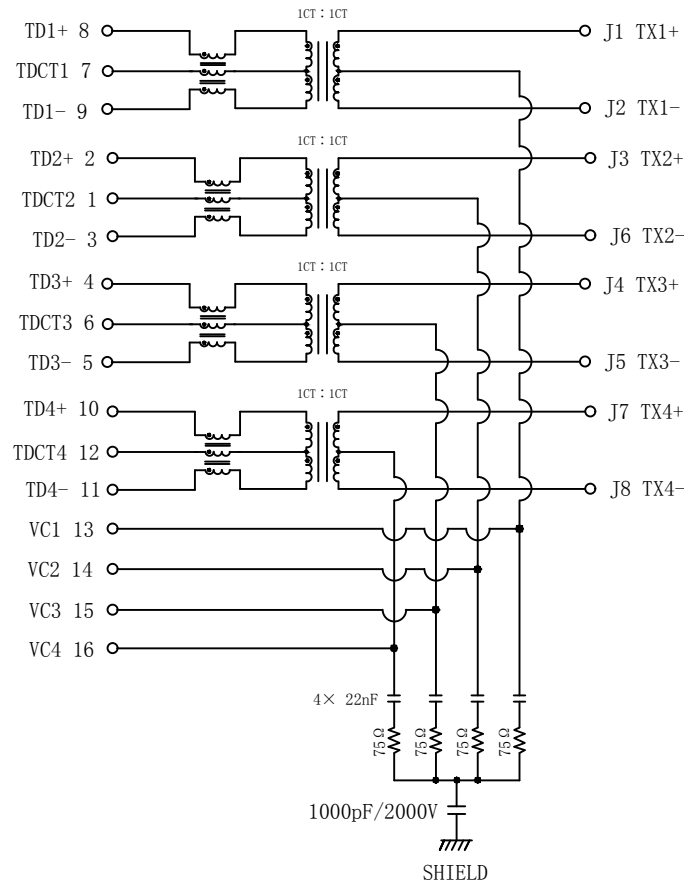 1CT : 1CT
TD1+ 8
J1 TX1+
TDCT1 7
TD1- 9
J2 TX1-
1CT : 1CT
TD2+ 2
J3 TX2+
TDCT2 1
TD2- 3
J6 TX2-
1CT : 1CT
TD3+ 4
J4 TX3+
TDCT3 6
TD3- 5
J5 TX3-
1CT : 1CT
TD4+ 10
J7 TX4+
TDCT4 12
TD4- 11
J8 TX4-
VC1 13
VC2 14
VC3 15
VC4 16
4× 22nF
75Ω
75Ω
75Ω
75Ω
1000pF/2000V
SHIELD